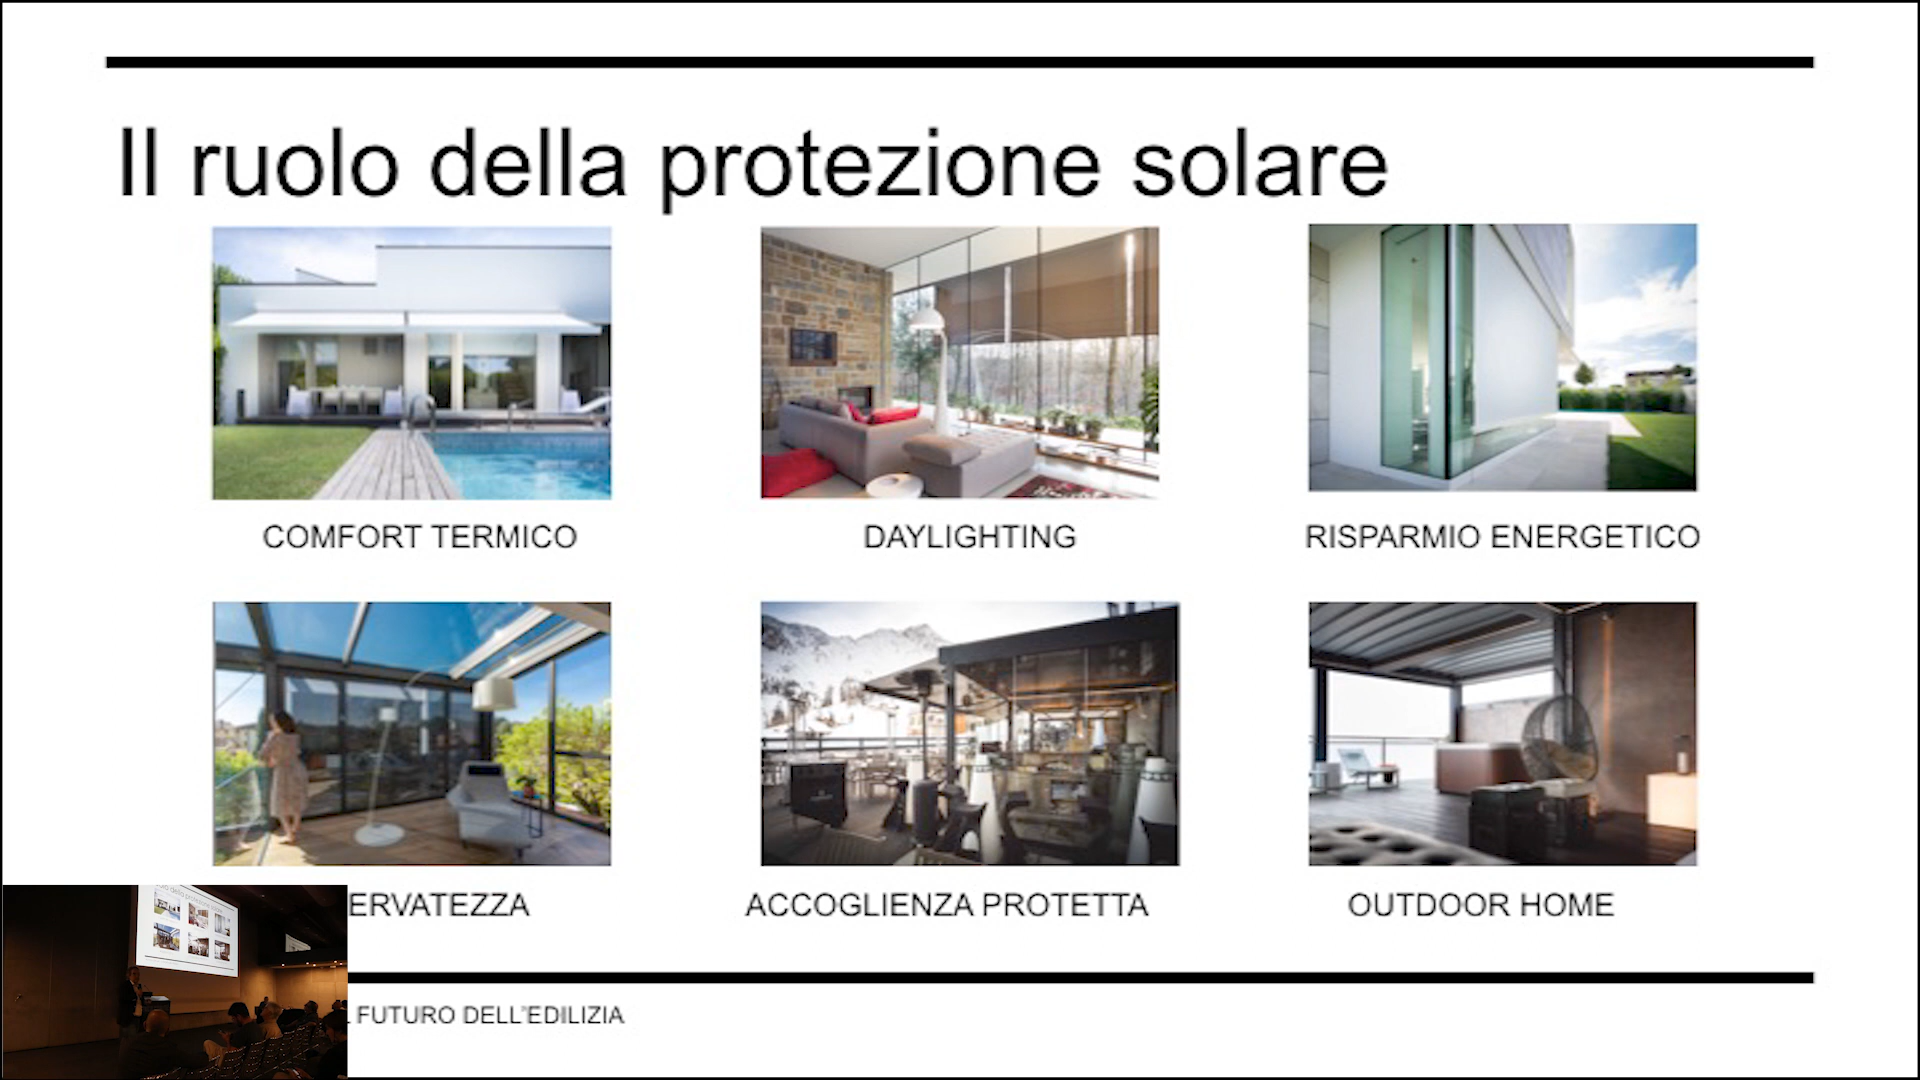 Il ruolo della protezione solare
COMFORT TERMICO
DAYLIGHTING
RISPARMIO ENERGETICO
ERVATEZZA
ACCOGLIENZA PROTETTA
OUTDOOR HOME
FUTURO DELL'EDILIZIA